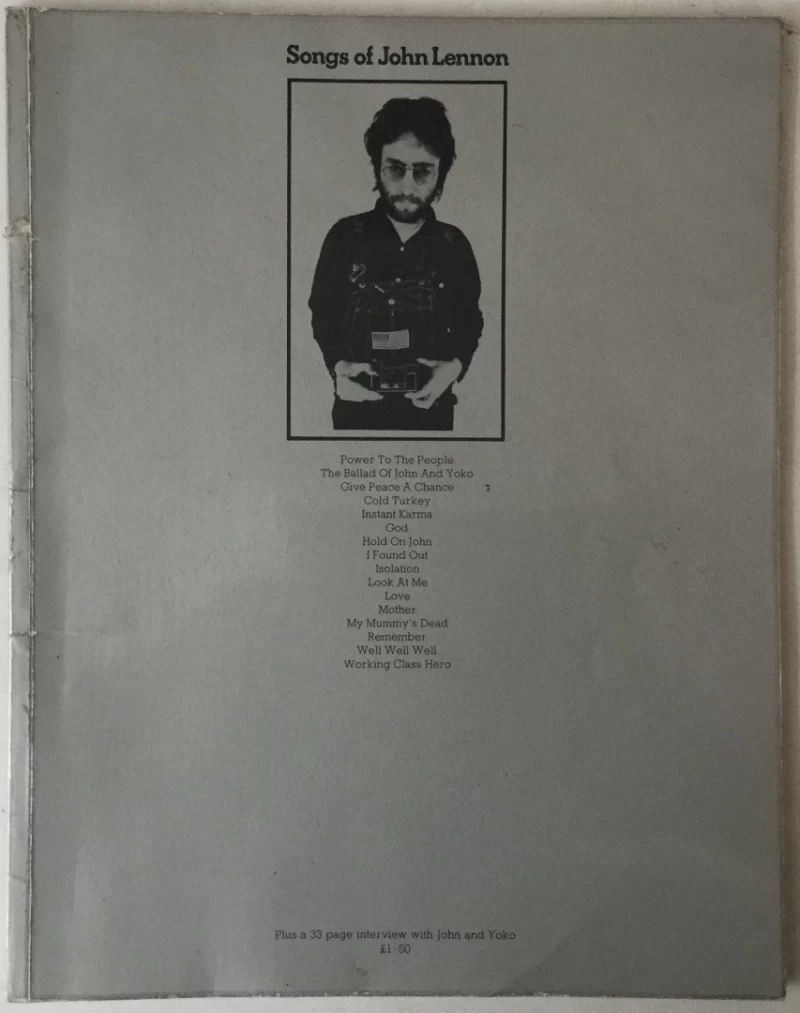 Songs of John Lennon
Power To The People
The Ballad Of John And Yoko
Give Peace A Chance
Cold Turkey
Instant Karma
God
Hold On John
I Found Out
Isolation
Look At Me
Love
Mother
My Mummy's Dead
Remember
Well Well Well
Working Class Hero
Plus a 33 page interview with John and Yoko
£1·50